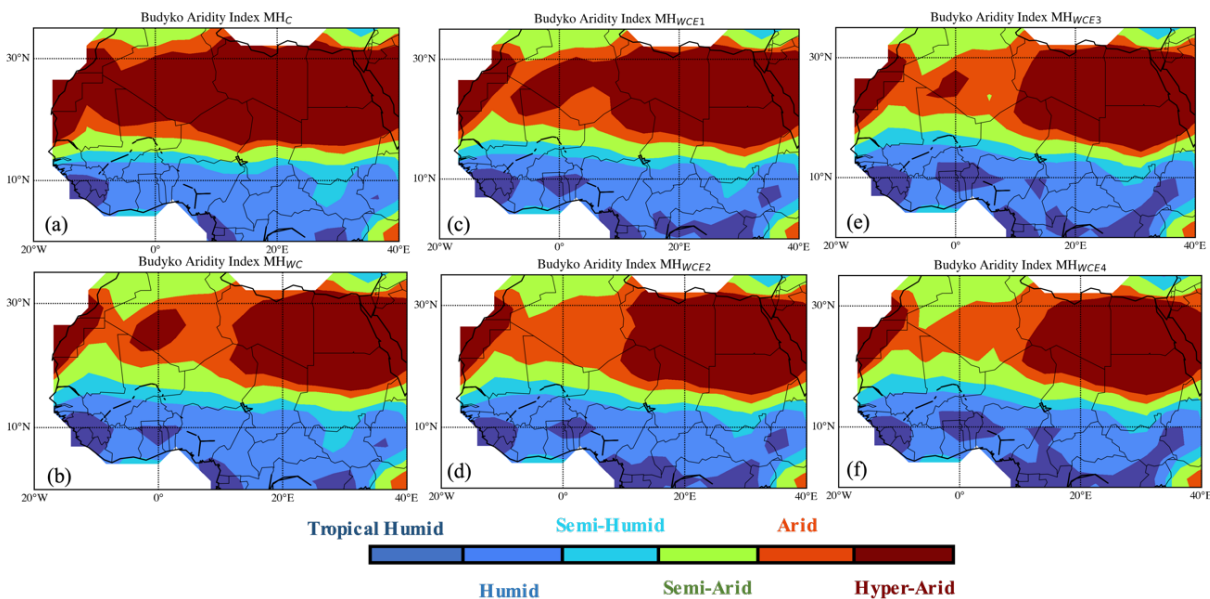 Budyko Aridity Index MH_C
30°N
10°N
(a)
20°W 0° 20°E 40°E
Budyko Aridity Index MH_WCE1
30°N
10°N
(c)
20°W 0° 20°E 40°E
Budyko Aridity Index MH_WCE3
30°N
10°N
(e)
20°W 0° 20°E 40°E
Budyko Aridity Index MH_WC
30°N
10°N
(b)
20°W 0° 20°E 40°E
Budyko Aridity Index MH_WCE2
30°N
10°N
(d)
20°W 0° 20°E 40°E
Budyko Aridity Index MH_WCE4
30°N
10°N
(f)
20°W 0° 20°E 40°E
Tropical Humid Semi-Humid Arid
Humid Semi-Arid Hyper-Arid